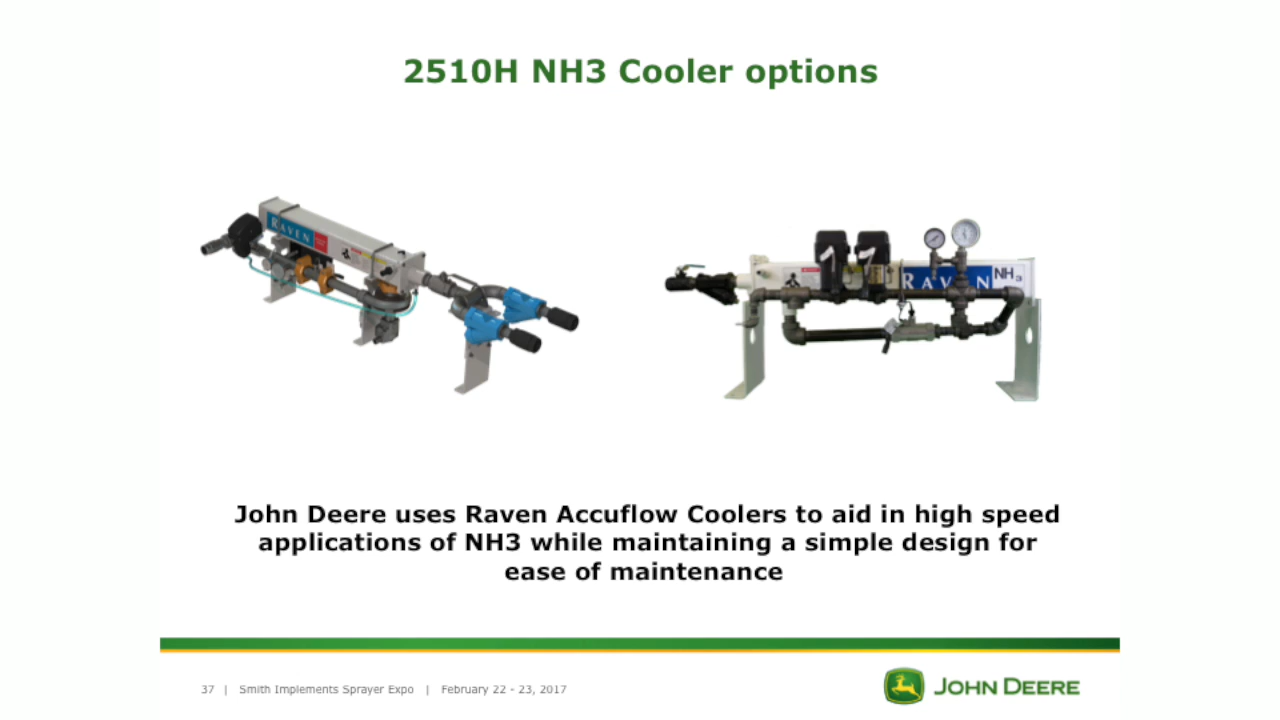 2510H NH3 Cooler options
RAVEN
RAVEN NH3
John Deere uses Raven Accuflow Coolers to aid in high speed
applications of NH3 while maintaining a simple design for
ease of maintenance
37 | Smith Implements Sprayer Expo | February 22 - 23, 2017
JOHN DEERE